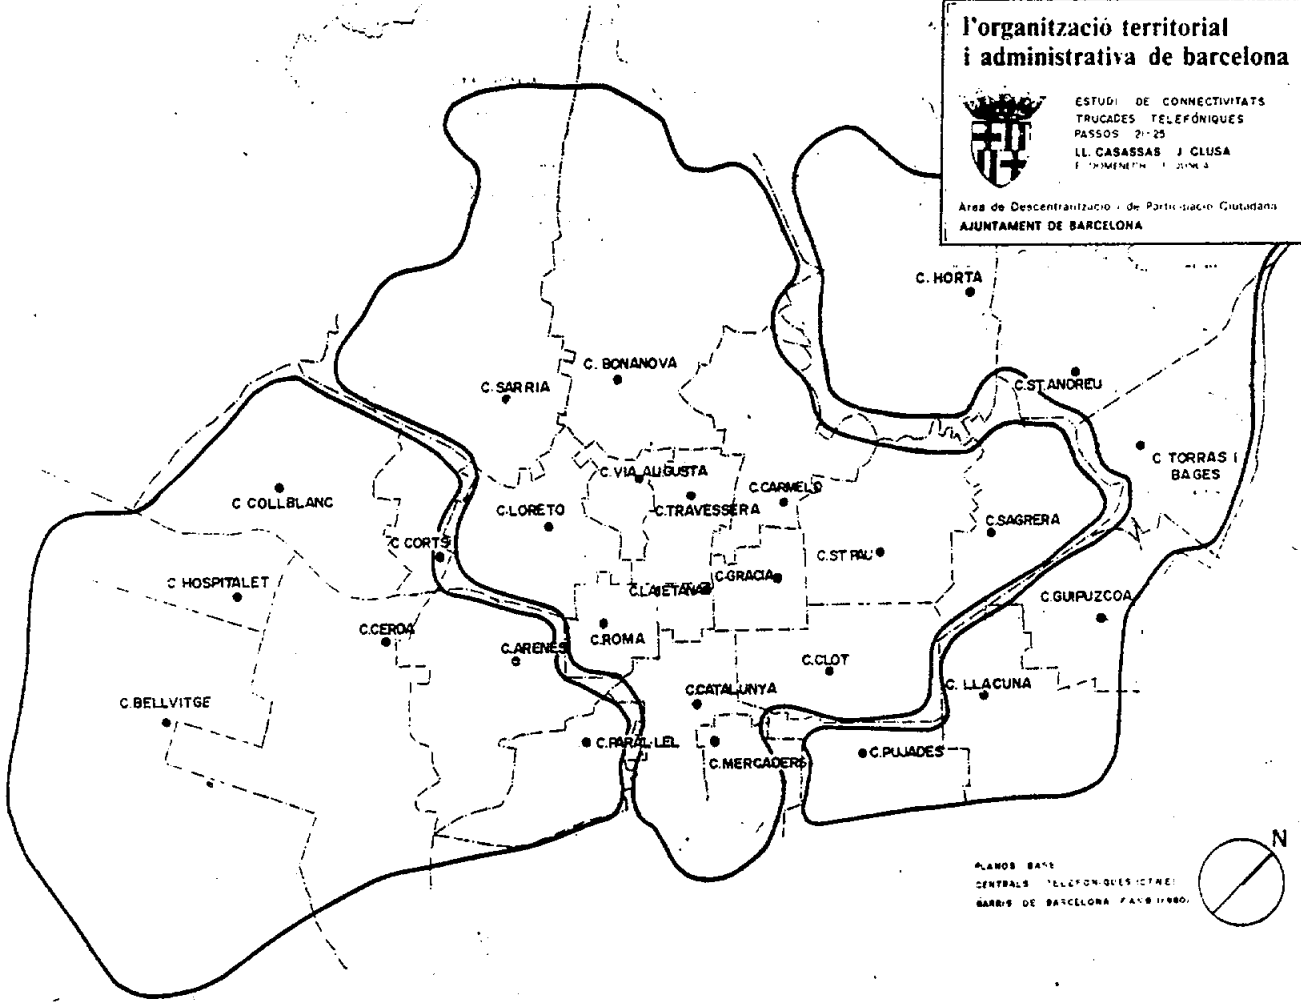 l'organització territorial
i administrativa de barcelona
ESTUDI DE CONNECTIVITATS
TRUCADES TELEFÓNIQUES
PASSOS 21-25
LL. CASASSAS J. CLUSA
Area de Descentralització i de Participació Ciutadana
AJUNTAMENT DE BARCELONA
C. HORTA
C. BONANOVA
C. SARRIA
C. ST. ANDREU
C. TORRAS I
BAGES
C. VIA AUGUSTA
C. COLLBLANC
C. LORETO
C. TRAVESSERA
C. CARMELO
C. SAGRERA
C. CORTS
C. ST PAU
C HOSPITALET
C. LAIETANA
C. GRACIA
C. GUIPUZCOA
C. CERDA
C. ROMA
C. ARENES
C. CLOT
C. BELLVITGE
C. CATALUNYA
C. LLACUNA
C. PARAL·LEL
C. MERCADERS
C. PUJADES
N
PLANOS BASE
CENTRALS TELEFONIQUES (CTNE)
BARRIS DE BARCELONA